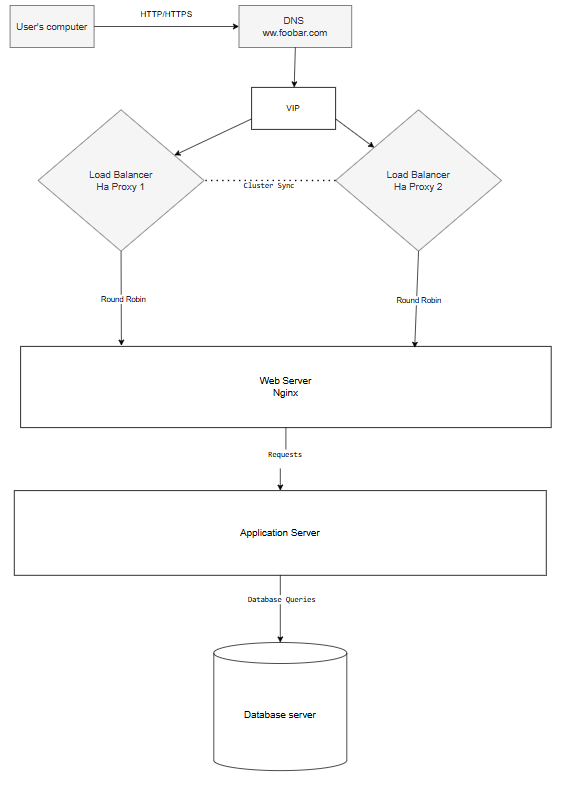 User's computer
HTTP/HTTPS
DNS
ww.foobar.com
VIP
Load Balancer
Ha Proxy 1
Cluster Sync
Load Balancer
Ha Proxy 2
Round Robin
Round Robin
Web Server
Nginx
Requests
Application Server
Database Queries
Database server